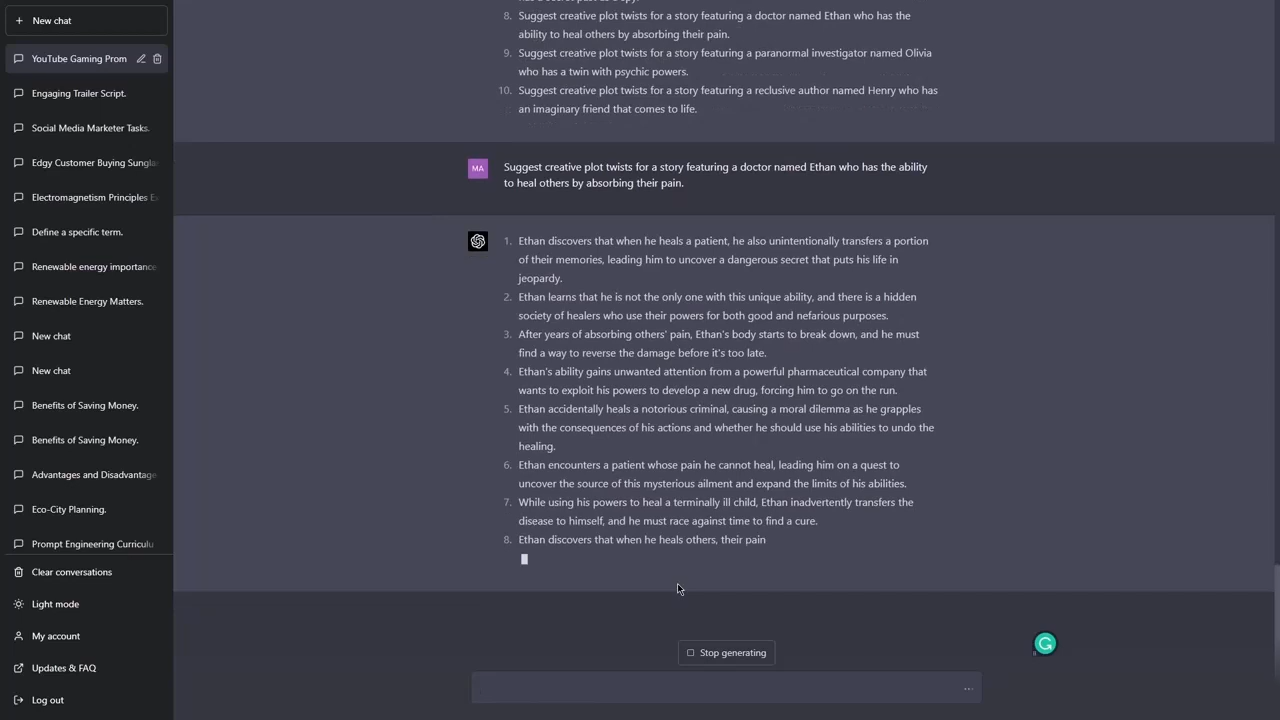 New chat
YouTube Gaming Prom
Engaging Trailer Script.
Social Media Marketer Tasks.
Edgy Customer Buying Sungla
Electromagnetism Principles Ex
Define a specific term.
Renewable energy importance
Renewable Energy Matters.
New chat
New chat
Benefits of Saving Money.
Benefits of Saving Money.
Advantages and Disadvantage
Eco-City Planning.
Prompt Engineering Curriculu
Clear conversations
Light mode
My account
Updates & FAQ
Log out
8. Suggest creative plot twists for a story featuring a doctor named Ethan who has the
ability to heal others by absorbing their pain.
9. Suggest creative plot twists for a story featuring a paranormal investigator named Olivia
who has a twin with psychic powers.
10. Suggest creative plot twists for a story featuring a reclusive author named Henry who has
an imaginary friend that comes to life.
MA
Suggest creative plot twists for a story featuring a doctor named Ethan who has the ability
to heal others by absorbing their pain.
1. Ethan discovers that when he heals a patient, he also unintentionally transfers a portion
of their memories, leading him to uncover a dangerous secret that puts his life in
jeopardy.
2. Ethan learns that he is not the only one with this unique ability, and there is a hidden
society of healers who use their powers for both good and nefarious purposes.
3. After years of absorbing others' pain, Ethan's body starts to break down, and he must
find a way to reverse the damage before it's too late.
4. Ethan's ability gains unwanted attention from a powerful pharmaceutical company that
wants to exploit his powers to develop a new drug, forcing him to go on the run.
5. Ethan accidentally heals a notorious criminal, causing a moral dilemma as he grapples
with the consequences of his actions and whether he should use his abilities to undo the
healing.
6. Ethan encounters a patient whose pain he cannot heal, leading him on a quest to
uncover the source of this mysterious ailment and expand the limits of his abilities.
7. While using his powers to heal a terminally ill child, Ethan inadvertently transfers the
disease to himself, and he must race against time to find a cure.
8. Ethan discovers that when he heals others, their pain
Stop generating